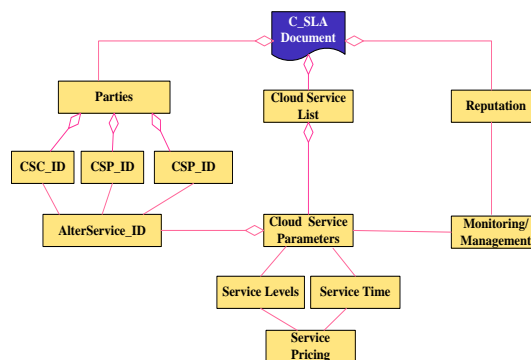 C_SLA
Document
Parties
Cloud Service
List
Reputation
CSC_ID
CSP_ID
CSP_ID
AlterService_ID
Cloud Service
Parameters
Monitoring/
Management
Service Levels
Service Time
Service
Pricing